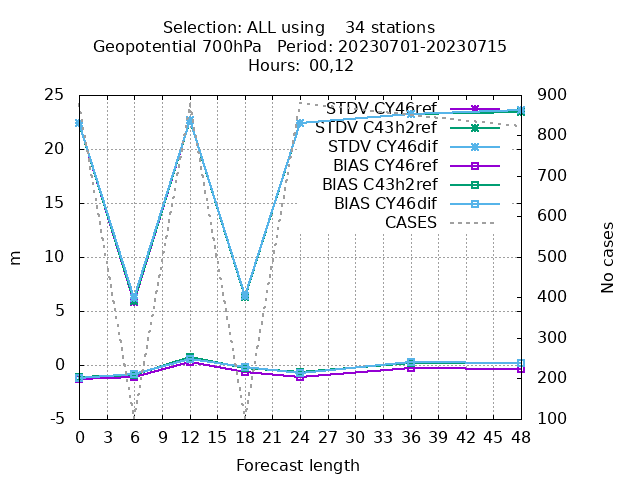 Selection: ALL using    34 stations
Geopotential 700hPa   Period: 20230701-20230715
Hours:  00,12
25
20
15
10
5
0
-5
m
900
800
700
600
500
400
300
200
100
No cases
STDV CY46ref
STDV C43h2ref
STDV CY46dif
BIAS CY46ref
BIAS C43h2ref
BIAS CY46dif
CASES
0 3 6 9 12 15 18 21 24 27 30 33 36 39 42 45 48
Forecast length